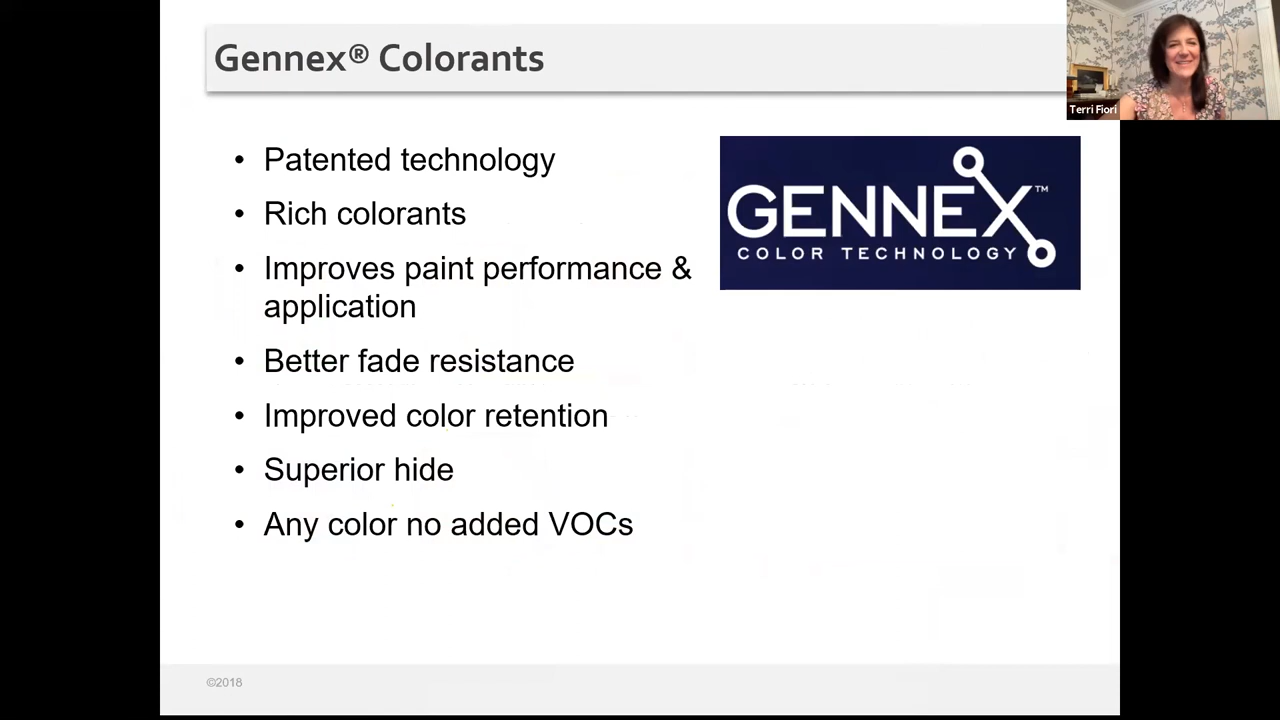 Gennex® Colorants
Terri Fiori
• Patented technology
• Rich colorants
• Improves paint performance &
application
• Better fade resistance
• Improved color retention
• Superior hide
• Any color no added VOCs
GENNEX™
COLOR TECHNOLOGY
©2018